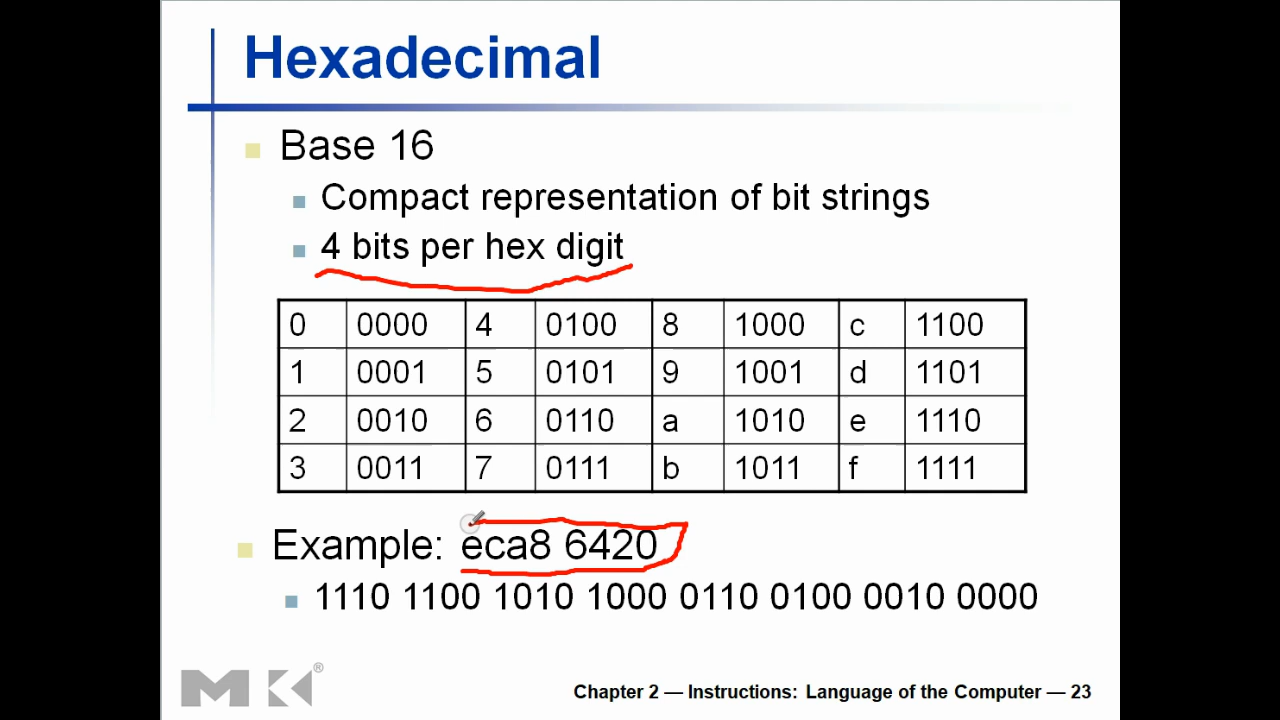 Hexadecimal
Base 16
Compact representation of bit strings
4 bits per hex digit
0 0000 4 0100 8 1000 c 1100
1 0001 5 0101 9 1001 d 1101
2 0010 6 0110 a 1010 e 1110
3 0011 7 0111 b 1011 f 1111
Example: eca8 6420
1110 1100 1010 1000 0110 0100 0010 0000
MK®
Chapter 2 — Instructions: Language of the Computer — 23